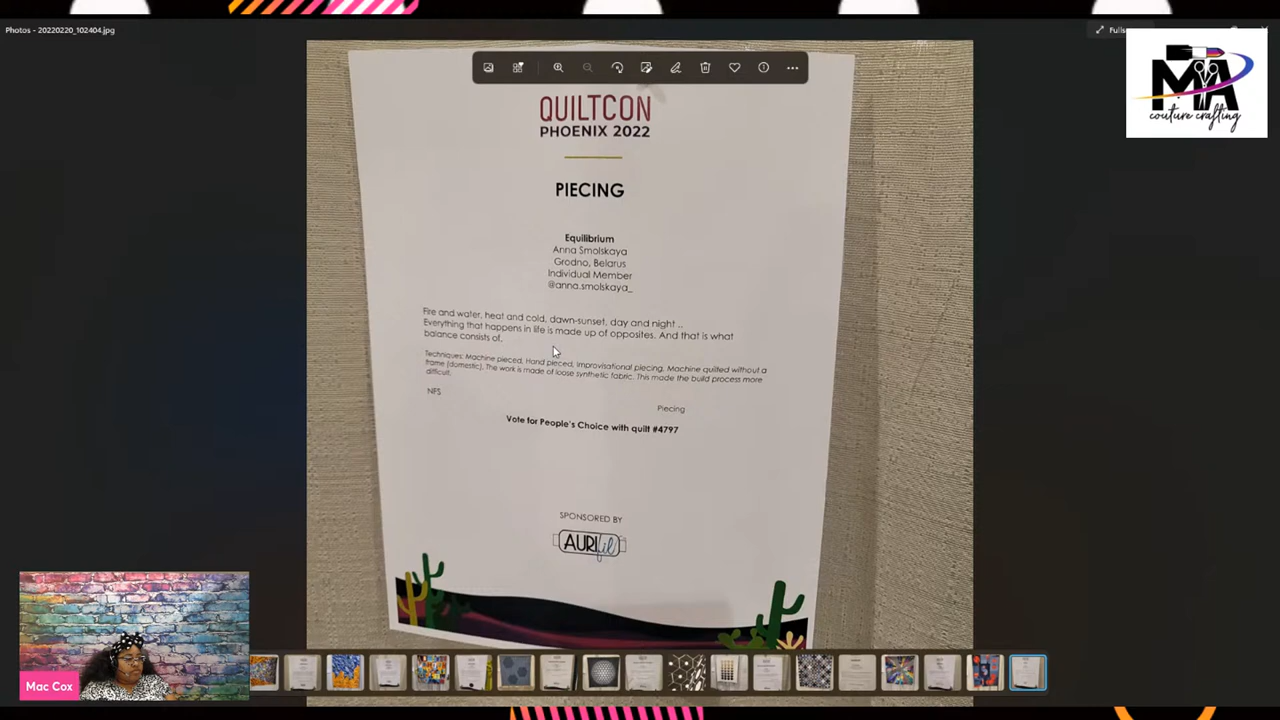 Photos - 20220220_102404.jpg
MA
couture crafting
QUILTCON
PHOENIX 2022
PIECING
Equilibrium
Anna Smolskaya
Grodno, Belarus
Individual Member
@anna.smolskaya_
Fire and water, heat and cold, dawn-sunset, day and night ..
Everything that happens in life is made up of opposites. And that is what
balance consists of.
Techniques: Machine pieced, Hand pieced, Improvisational piecing, Machine quilted without a
frame (domestic). The work is made of loose synthetic fabric. This made the build process more
difficult.
NFS
Piecing
Vote for People's Choice with quilt #4797
SPONSORED BY
AURIfil
Mac Cox